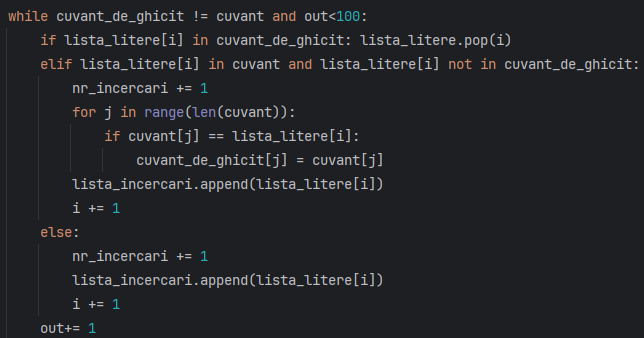 while cuvant_de_ghicit != cuvant and out<100:
    if lista_litere[i] in cuvant_de_ghicit: lista_litere.pop(i)
    elif lista_litere[i] in cuvant and lista_litere[i] not in cuvant_de_ghicit:
        nr_incercari += 1
        for j in range(len(cuvant)):
            if cuvant[j] == lista_litere[i]:
                cuvant_de_ghicit[j] = cuvant[j]
        lista_incercari.append(lista_litere[i])
        i += 1
    else:
        nr_incercari += 1
        lista_incercari.append(lista_litere[i])
        i += 1
    out+= 1